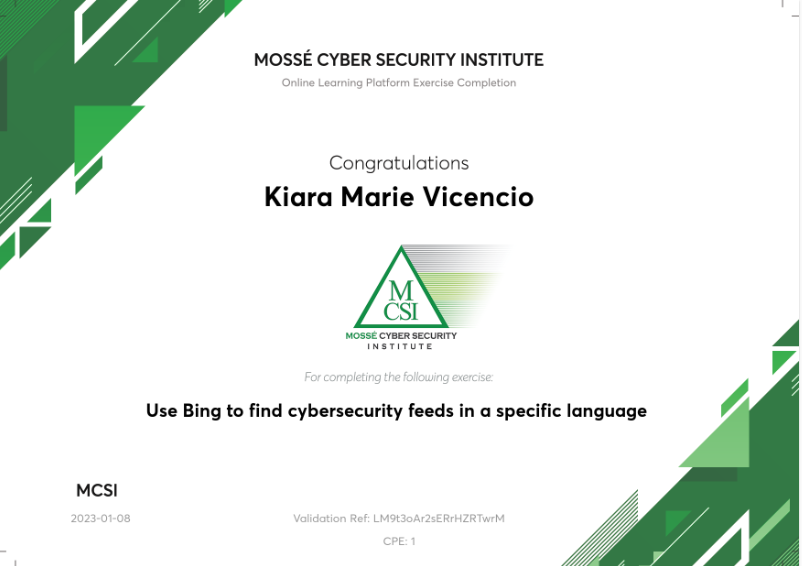 MOSSÉ CYBER SECURITY INSTITUTE
Online Learning Platform Exercise Completion
Congratulations
Kiara Marie Vicencio
M
CSI
MOSSÉ CYBER SECURITY
INSTITUTE
For completing the following exercise:
Use Bing to find cybersecurity feeds in a specific language
MCSI
2023-01-08
Validation Ref: LM9t3oAr2sERrHZRTwrM
CPE: 1